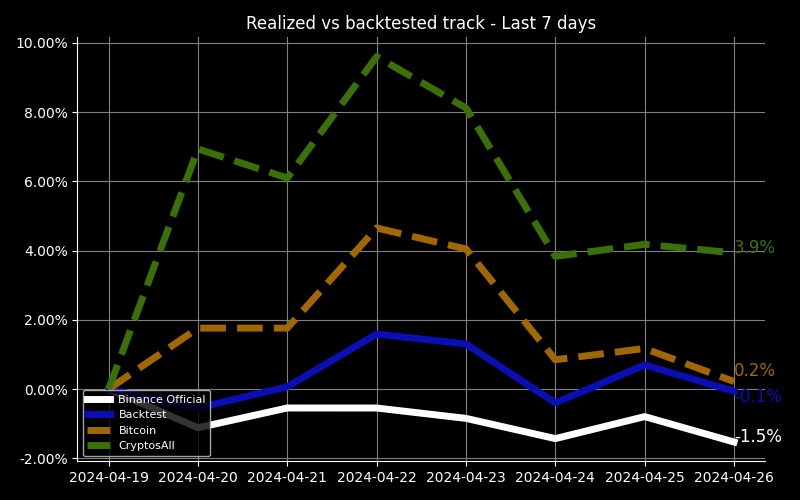 Realized vs backtested track - Last 7 days
10.00%
8.00%
6.00%
4.00%
2.00%
0.00%
-2.00%
3.9%
0.2%
-0.1%
-1.5%
Binance Official
Backtest
Bitcoin
CryptosAll
2024-04-19 2024-04-20 2024-04-21 2024-04-22 2024-04-23 2024-04-24 2024-04-25 2024-04-26